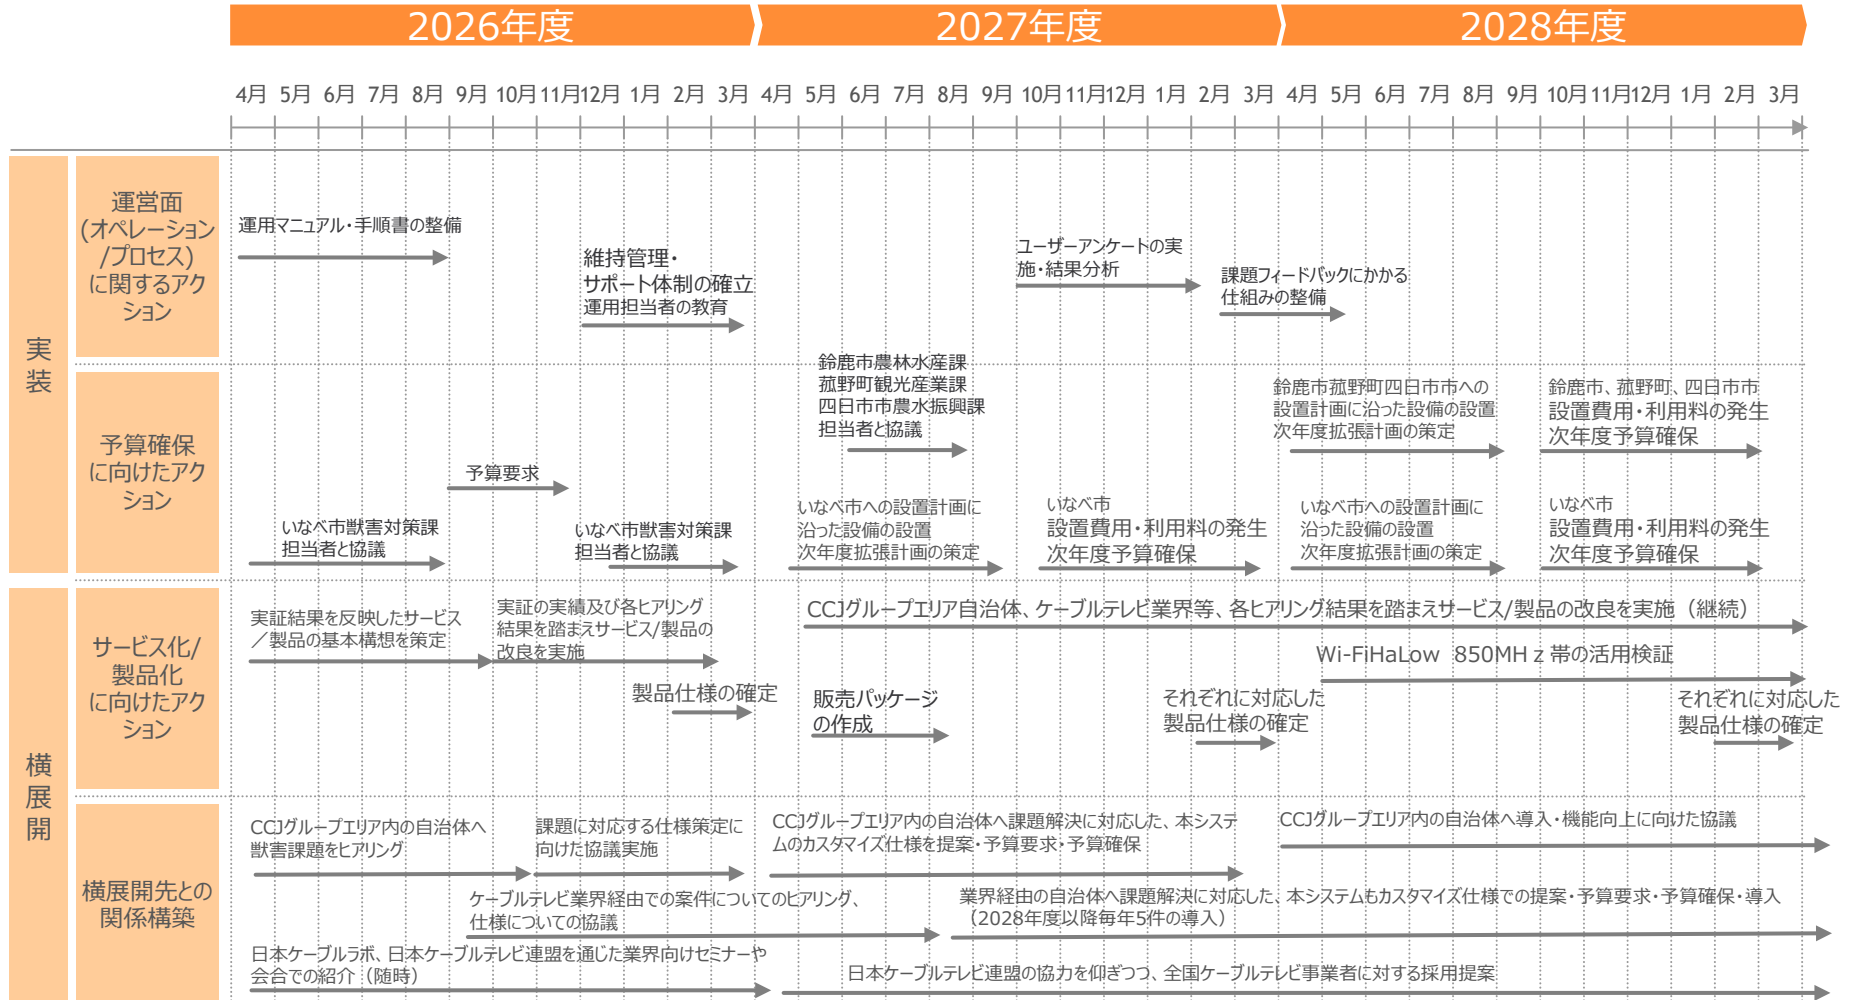 2026年度
2027年度
2028年度
4月 5月 6月 7月 8月 9月 10月 11月 12月 1月 2月 3月 4月 5月 6月 7月 8月 9月 10月 11月 12月 1月 2月 3月 4月 5月 6月 7月 8月 9月 10月 11月 12月 1月 2月 3月
実装
運営面
(オペレーション
/プロセス)
に関するアク
ション
運用マニュアル・手順書の整備
維持管理・
サポート体制の確立
運用担当者の教育
ユーザーアンケートの実
施・結果分析
課題フィードバックにかかる
仕組みの整備
予算確保
に向けたアク
ション
いなべ市獣害対策課
担当者と協議
予算要求
いなべ市獣害対策課
担当者と協議
鈴鹿市農林水産課
菰野町観光産業課
四日市市農水振興課
担当者と協議
いなべ市への設置計画に
沿った設備の設置
次年度拡張計画の策定
いなべ市
設置費用・利用料の発生
次年度予算確保
鈴鹿市菰野町四日市市への
設置計画に沿った設備の設置
次年度拡張計画の策定
鈴鹿市、菰野町、四日市市
設置費用・利用料の発生
次年度予算確保
いなべ市への設置計画に
沿った設備の設置
次年度拡張計画の策定
いなべ市
設置費用・利用料の発生
次年度予算確保
横展開
サービス化/
製品化
に向けたアク
ション
実証結果を反映したサービス
／製品の基本構想を策定
実証の実績及び各ヒアリング
結果を踏まえサービス/製品の
改良を実施
製品仕様の確定
CCJグループエリア自治体、ケーブルテレビ業界等、各ヒアリング結果を踏まえサービス/製品の改良を実施（継続）
Wi-FiHaLow 850MHｚ帯の活用検証
販売パッケージ
の作成
それぞれに対応した
製品仕様の確定
それぞれに対応した
製品仕様の確定
横展開先との
関係構築
CCJグループエリア内の自治体へ
獣害課題をヒアリング
課題に対応する仕様策定に
向けた協議実施
CCJグループエリア内の自治体へ課題解決に対応した、本システ
ムのカスタマイズ仕様を提案・予算要求・予算確保
CCJグループエリア内の自治体へ導入・機能向上に向けた協議
ケーブルテレビ業界経由での案件についてのヒアリング、
仕様についての協議
業界経由の自治体へ課題解決に対応した、本システムもカスタマイズ仕様での提案・予算要求・予算確保・導入
（2028年度以降毎年5件の導入）
日本ケーブルラボ、日本ケーブルテレビ連盟を通じた業界向けセミナーや
会合での紹介（随時）
日本ケーブルテレビ連盟の協力を仰ぎつつ、全国ケーブルテレビ事業者に対する採用提案